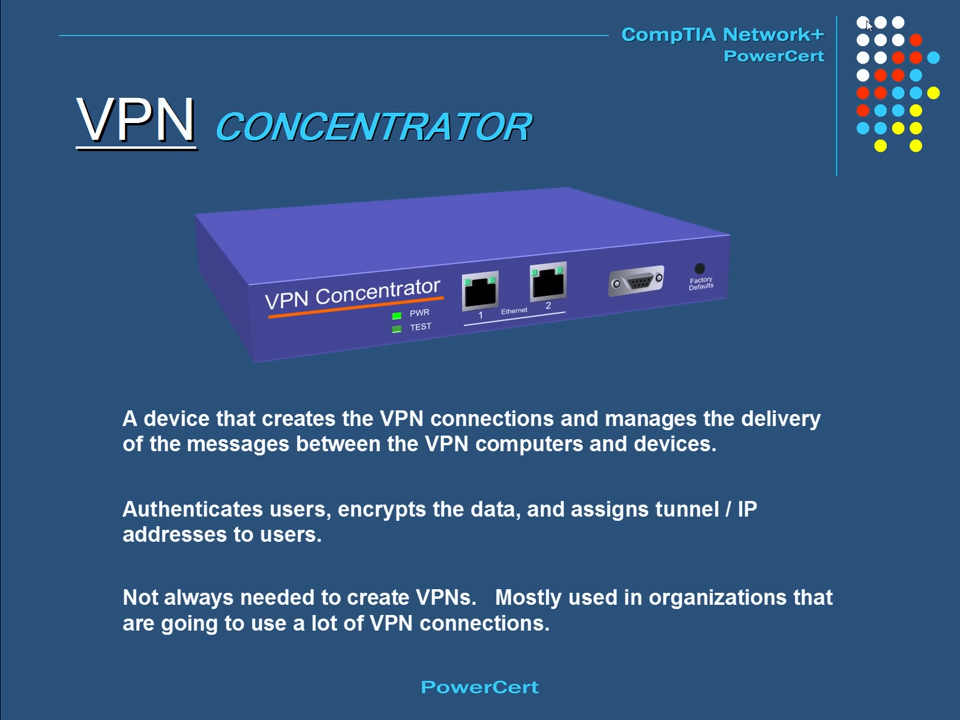 CompTIA Network+
PowerCert
VPN CONCENTRATOR
VPN Concentrator
PWR
TEST
1 Ethernet 2
Factory
Defaults
A device that creates the VPN connections and manages the delivery
of the messages between the VPN computers and devices.
Authenticates users, encrypts the data, and assigns tunnel / IP
addresses to users.
Not always needed to create VPNs. Mostly used in organizations that
are going to use a lot of VPN connections.
PowerCert